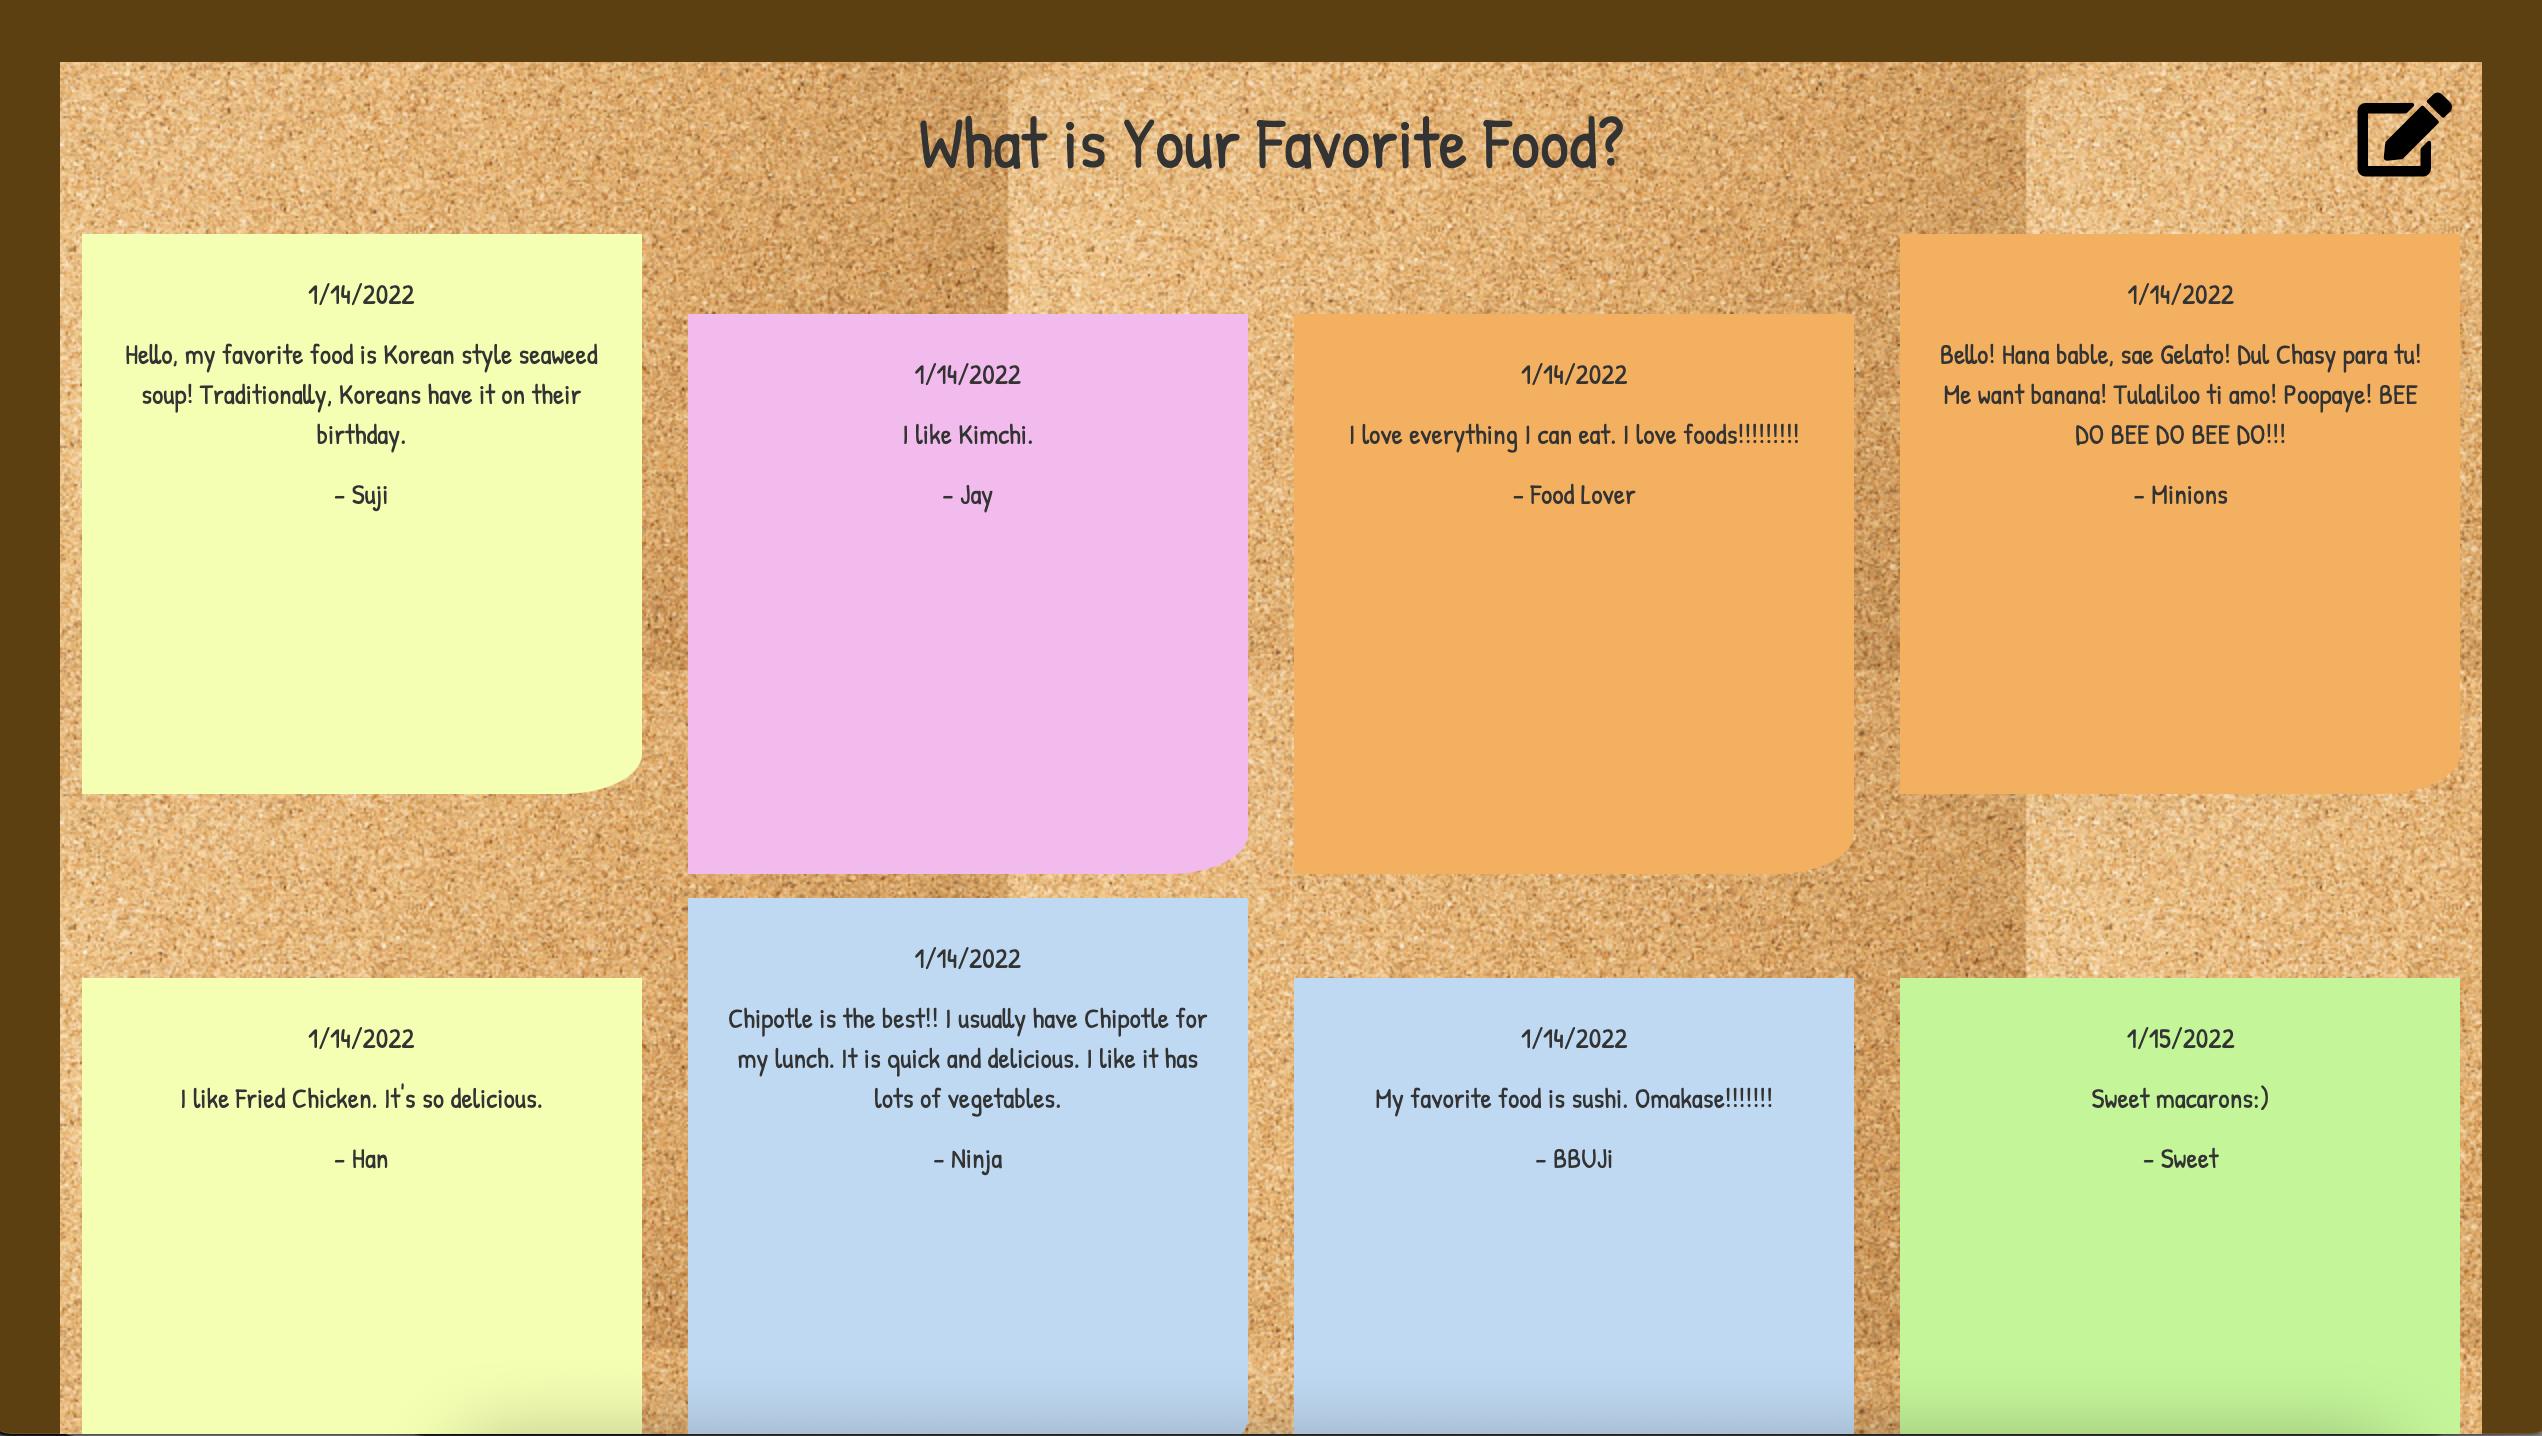 What is Your Favorite Food?
1/14/2022
Hello, my favorite food is Korean style seaweed
soup! Traditionally, Koreans have it on their
birthday.
- Suji
1/14/2022
I like Kimchi.
- Jay
1/14/2022
I love everything I can eat. I love foods!!!!!!!!!
- Food Lover
1/14/2022
Bello! Hana bable, sae Gelato! Dul Chasy para tu!
Me want banana! Tulaliloo ti amo! Poopaye! BEE
DO BEE DO BEE DO!!!
- Minions
1/14/2022
I like Fried Chicken. It's so delicious.
- Han
1/14/2022
Chipotle is the best!! I usually have Chipotle for
my lunch. It is quick and delicious. I like it has
lots of vegetables.
- Ninja
1/14/2022
My favorite food is sushi. Omakase!!!!!!!
- BBUJi
1/15/2022
Sweet macarons:)
- Sweet